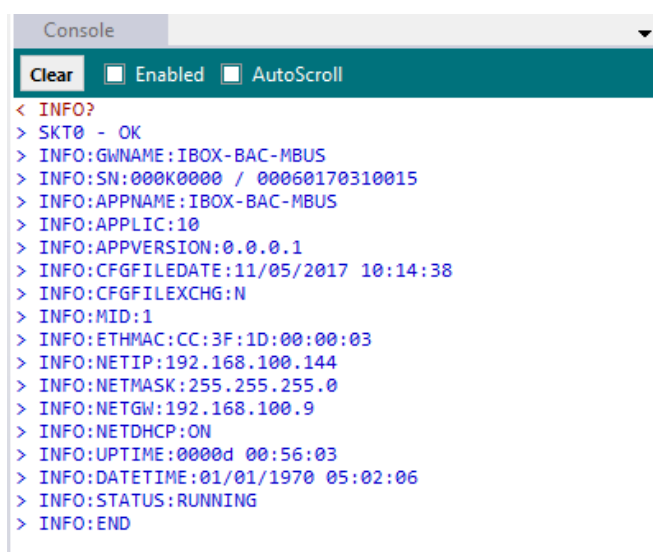 Console
Clear Enabled AutoScroll
< INFO?
> SKT0 - OK
> INFO:GWNAME:IBOX-BAC-MBUS
> INFO:SN:000K0000 / 00060170310015
> INFO:APPNAME:IBOX-BAC-MBUS
> INFO:APPLIC:10
> INFO:APPVERSION:0.0.0.1
> INFO:CFGFILEDATE:11/05/2017 10:14:38
> INFO:CFGFILEXCHG:N
> INFO:MID:1
> INFO:ETHMAC:CC:3F:1D:00:00:03
> INFO:NETIP:192.168.100.144
> INFO:NETMASK:255.255.255.0
> INFO:NETGW:192.168.100.9
> INFO:NETDHCP:ON
> INFO:UPTIME:0000d 00:56:03
> INFO:DATETIME:01/01/1970 05:02:06
> INFO:STATUS:RUNNING
> INFO:END